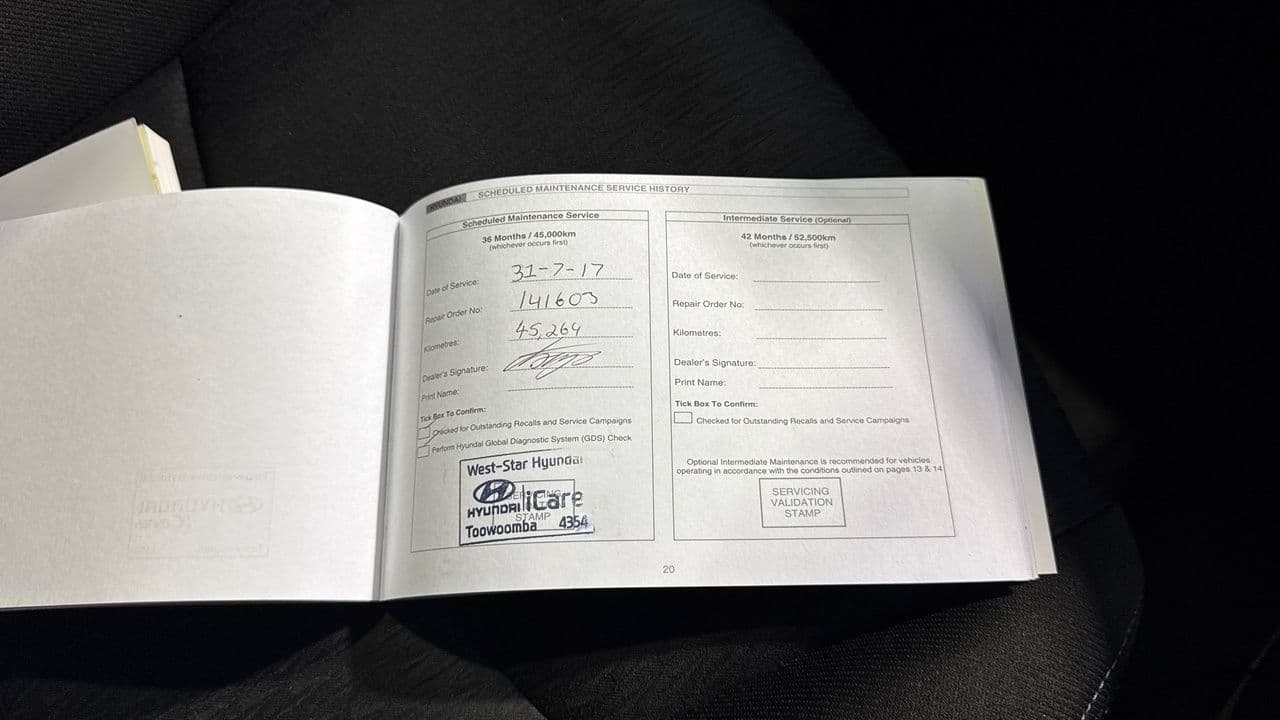 HYUNDAI SCHEDULED MAINTENANCE SERVICE HISTORY
Scheduled Maintenance Service
36 Months / 45,000km
(whichever occurs first)
Date of Service: 31-7-17
Repair Order No: 141603
Kilometres: 45,264
Dealer's Signature:
Print Name:
Tick Box To Confirm:
Checked for Outstanding Recalls and Service Campaigns
Perform Hyundai Global Diagnostic System (GDS) Check
West-Star Hyundai
HYUNDAI iCare
STAMP
Toowoomba 4354
Intermediate Service (Optional)
42 Months / 52,500km
(whichever occurs first)
Date of Service:
Repair Order No:
Kilometres:
Dealer's Signature:
Print Name:
Tick Box To Confirm:
Checked for Outstanding Recalls and Service Campaigns
Optional Intermediate Maintenance is recommended for vehicles
operating in accordance with the conditions outlined on pages 13 & 14
SERVICING
VALIDATION
STAMP
20